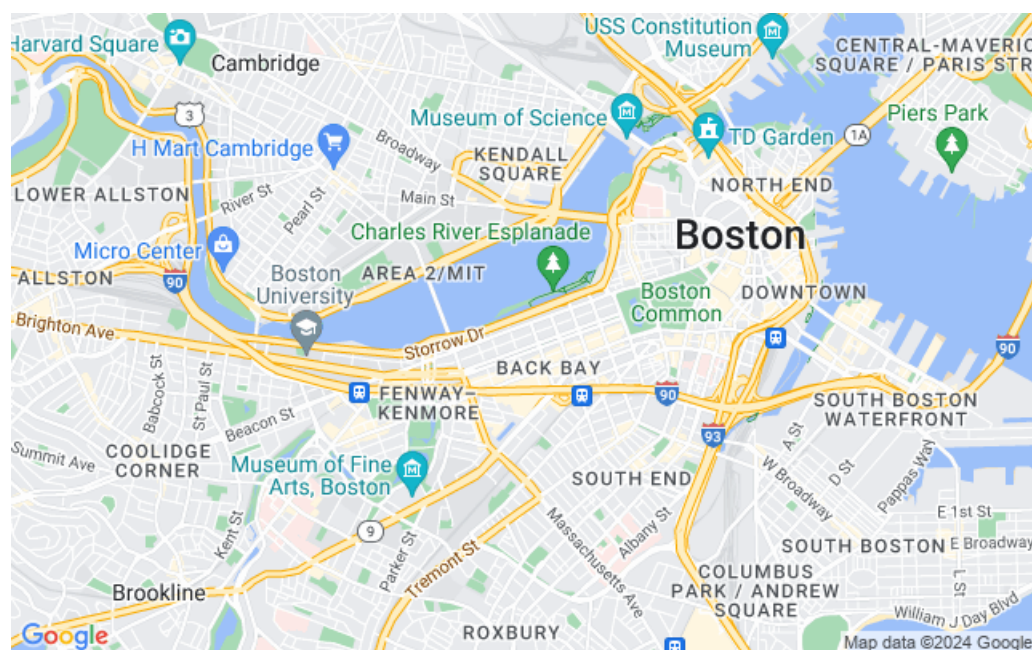 Harvard Square
Cambridge
USS Constitution
Museum
CENTRAL-MAVERIC
SQUARE / PARIS STR
3
Museum of Science
TD Garden
1A
Piers Park
H Mart Cambridge
Broadway
KENDALL
SQUARE
NORTH END
LOWER ALLSTON
River St
Pearl St
Main St
Charles River Esplanade
Boston
Micro Center
ALLSTON
90
Boston
University
AREA 2/MIT
Boston
Common
DOWNTOWN
Brighton Ave
Storrow Dr
90
BACK BAY
Babcock St
St Paul St
FENWAY–
KENMORE
90
SOUTH BOSTON
WATERFRONT
Beacon St
93
A St
COOLIDGE
CORNER
Summit Ave
Museum of Fine
Arts, Boston
SOUTH END
W Broadway
D St
Pappas Way
Kent St
9
Parker St
Tremont St
Massachusetts Ave
Albany St
E 1st St
SOUTH BOSTON
E Broadway
Brookline
COLUMBUS
PARK / ANDREW
SQUARE
L St
William J Day Blvd
ROXBURY
Google
Map data ©2024 Google